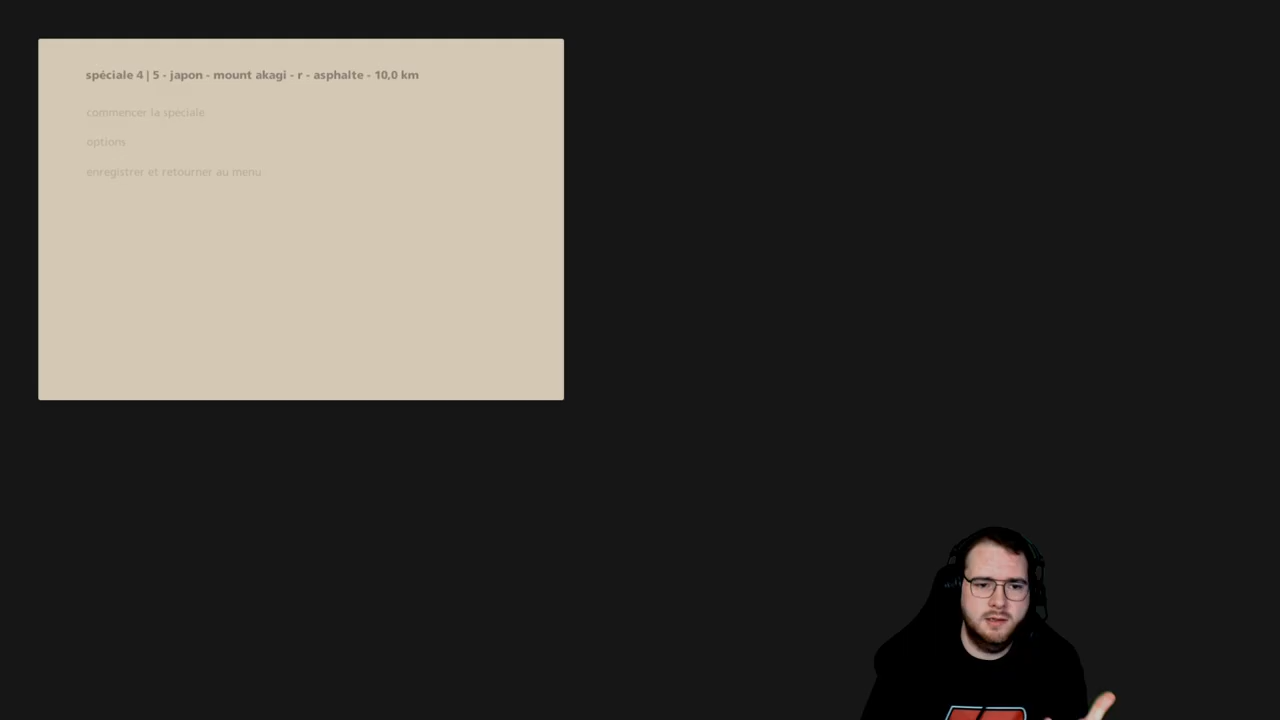 spéciale 4 | 5 - japon - mount akagi - r - asphalte - 10,0 km
commencer la spéciale
options
enregistrer et retourner au menu